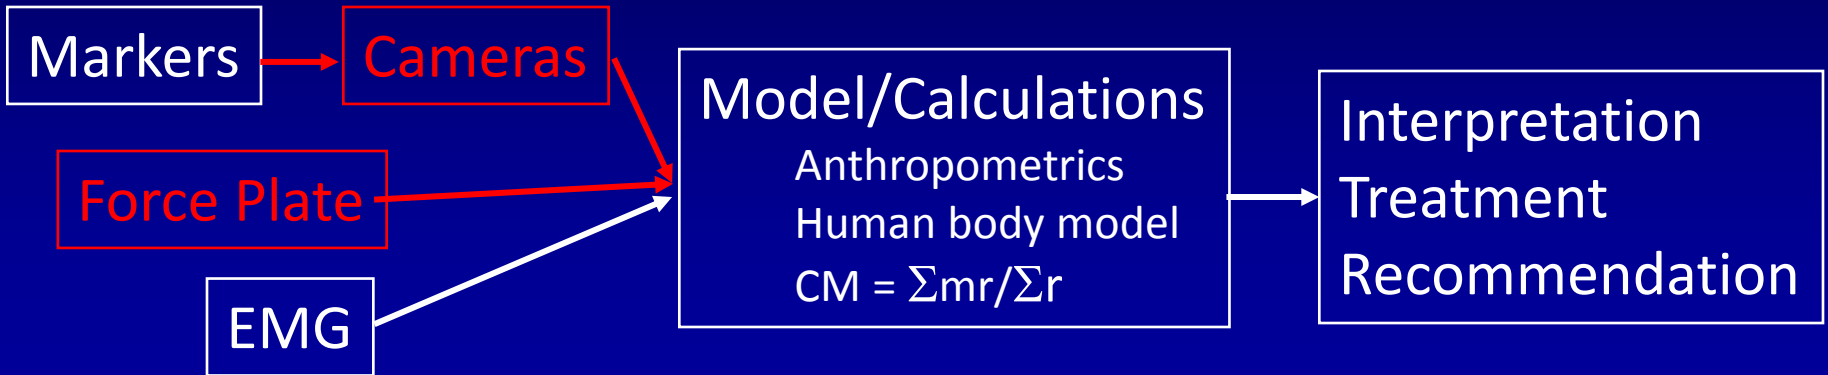 Markers
Cameras
Force Plate
EMG
Model/Calculations
Anthropometrics
Human body model
CM = Σmr/Σr
Interpretation
Treatment
Recommendation